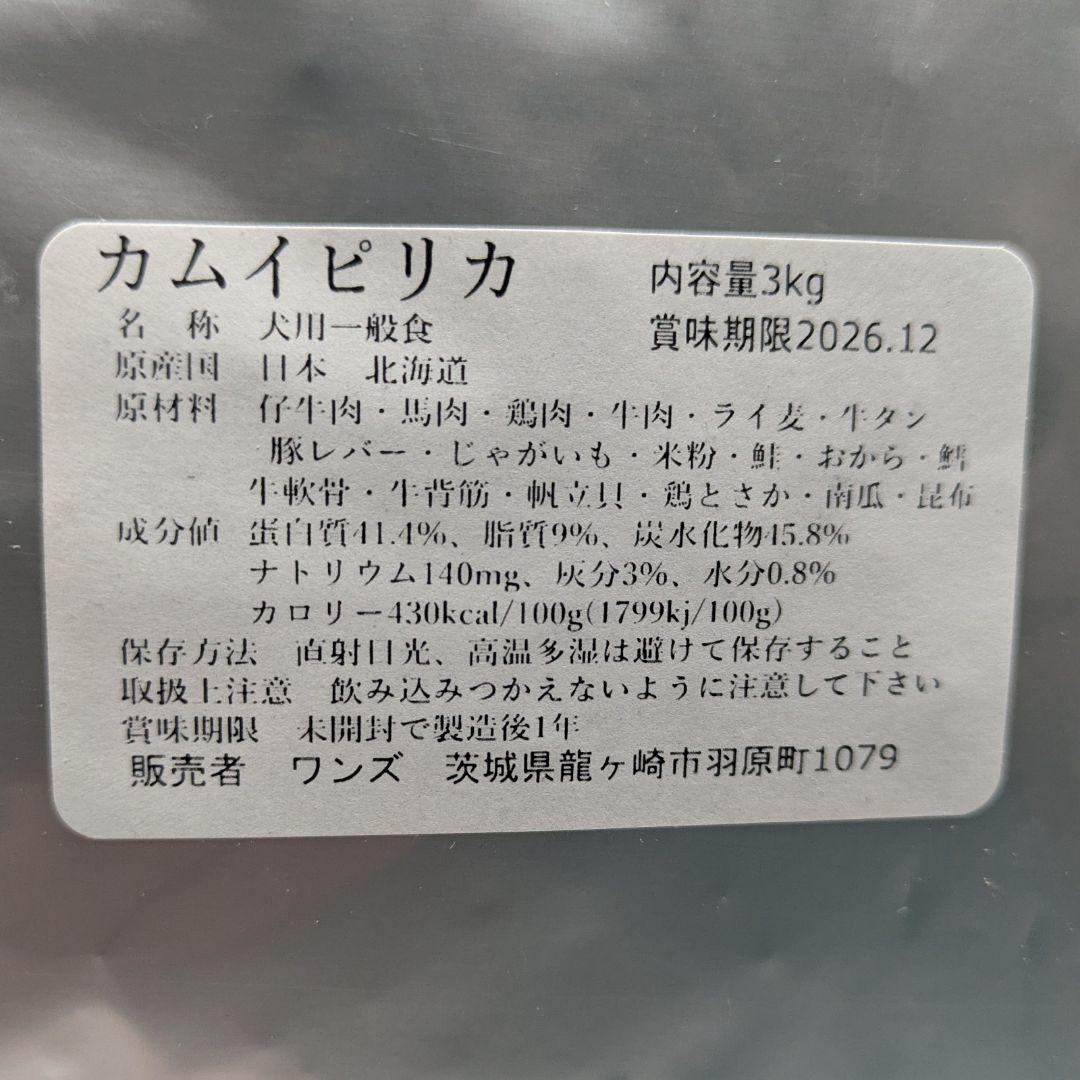 カムイピリカ 内容量3kg
名 称 犬用一般食 賞味期限2026.12
原産国 日本 北海道
原材料 仔牛肉・馬肉・鶏肉・牛肉・ライ麦・牛タン
豚レバー・じゃがいも・米粉・鮭・おから・鱈
牛軟骨・牛背筋・帆立貝・鶏とさか・南瓜・昆布
成分値 蛋白質41.4%、脂質9%、炭水化物45.8%
ナトリウム140mg、灰分3%、水分0.8%
カロリー430kcal/100g(1799kj/100g)
保存方法 直射日光、高温多湿は避けて保存すること
取扱上注意 飲み込みつかえないように注意して下さい
賞味期限 未開封で製造後1年
販売者 ワンズ 茨城県龍ヶ崎市羽原町1079